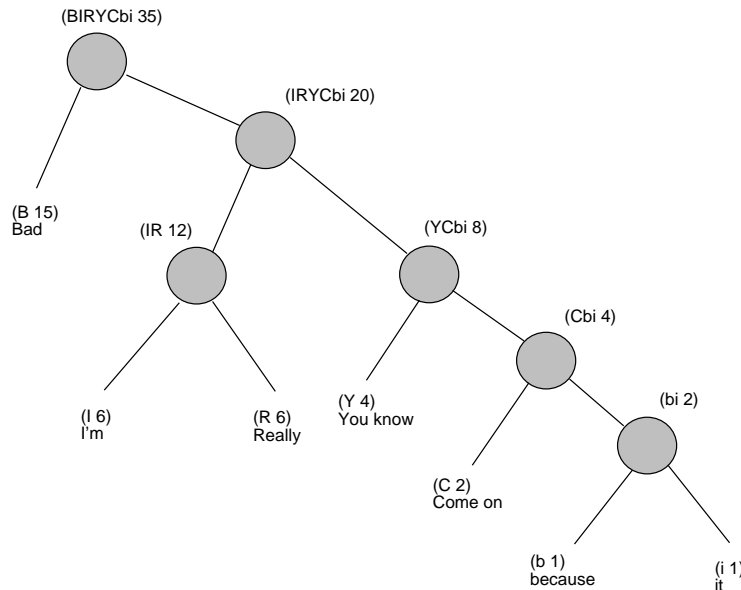 (BIRYCbi 35)
(IRYCbi 20)
(B 15)
Bad
(IR 12)
(YCbi 8)
(Cbi 4)
(I 6)
I'm
(R 6)
Really
(Y 4)
You know
(bi 2)
(C 2)
Come on
(b 1)
because
(i 1)
it